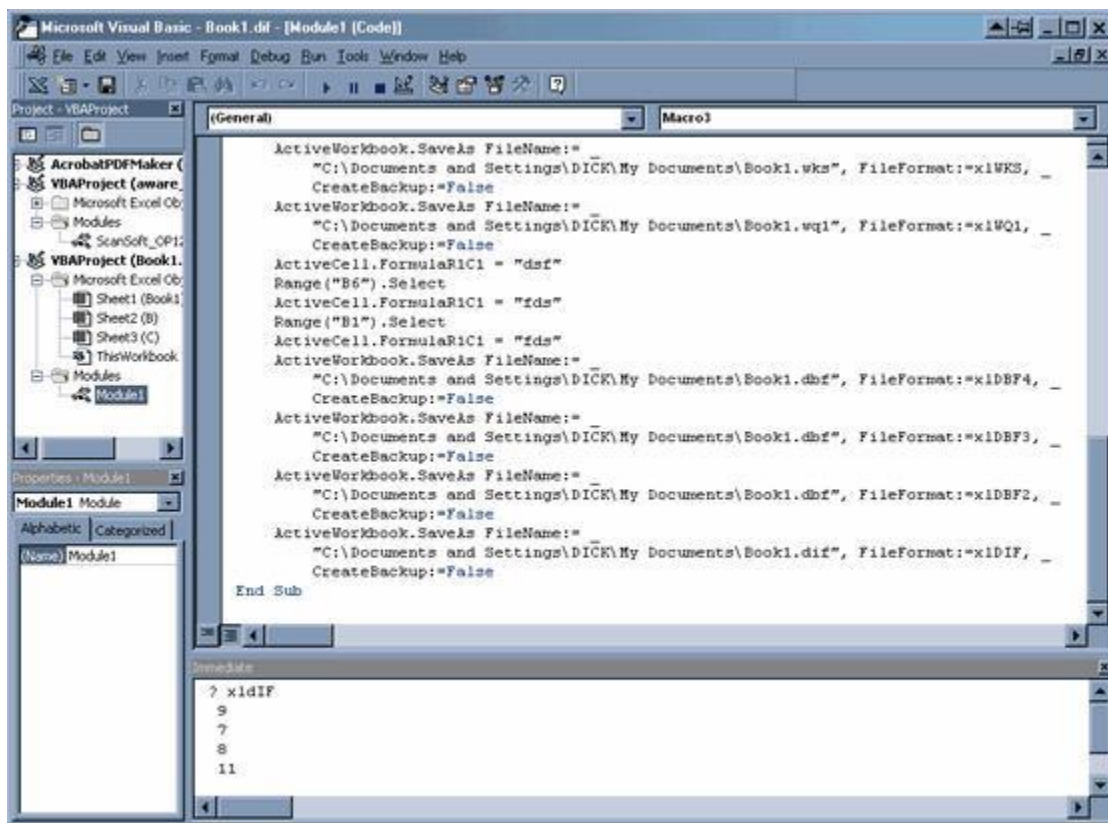 Microsoft Visual Basic - Book1.dif - [Module1 (Code)]
File Edit View Insert Format Debug Run Tools Window Help
Project - VBAProject
AcrobatPDFMaker (
VBAProject (aware_
Microsoft Excel Ob
Modules
ScanSoft_OP12
VBAProject (Book1.
Microsoft Excel Ob
Sheet1 (Book1
Sheet2 (B)
Sheet3 (C)
ThisWorkbook
Modules
Module1
Properties - Module1
Module1 Module
Alphabetic Categorized
(Name) Module1
(General) Macro3
ActiveWorkbook.SaveAs FileName:= _
"C:\Documents and Settings\DICK\My Documents\Book1.wks", FileFormat:=xlWKS, _
CreateBackup:=False
ActiveWorkbook.SaveAs FileName:= _
"C:\Documents and Settings\DICK\My Documents\Book1.wq1", FileFormat:=xlWQ1, _
CreateBackup:=False
ActiveCell.FormulaR1C1 = "dsf"
Range("B6").Select
ActiveCell.FormulaR1C1 = "fds"
Range("B1").Select
ActiveCell.FormulaR1C1 = "fds"
ActiveWorkbook.SaveAs FileName:= _
"C:\Documents and Settings\DICK\My Documents\Book1.dbf", FileFormat:=xlDBF4, _
CreateBackup:=False
ActiveWorkbook.SaveAs FileName:= _
"C:\Documents and Settings\DICK\My Documents\Book1.dbf", FileFormat:=xlDBF3, _
CreateBackup:=False
ActiveWorkbook.SaveAs FileName:= _
"C:\Documents and Settings\DICK\My Documents\Book1.dbf", FileFormat:=xlDBF2, _
CreateBackup:=False
ActiveWorkbook.SaveAs FileName:= _
"C:\Documents and Settings\DICK\My Documents\Book1.dif", FileFormat:=xlDIF, _
CreateBackup:=False
End Sub
Immediate
? xldIF
9
7
8
11